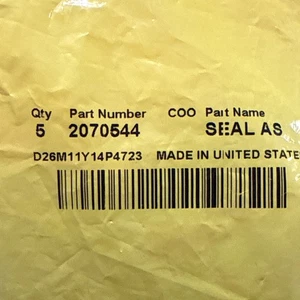 Qty Part Number COO Part Name
5 2070544 SEAL AS
D26M11Y14P4723 MADE IN UNITED STATE